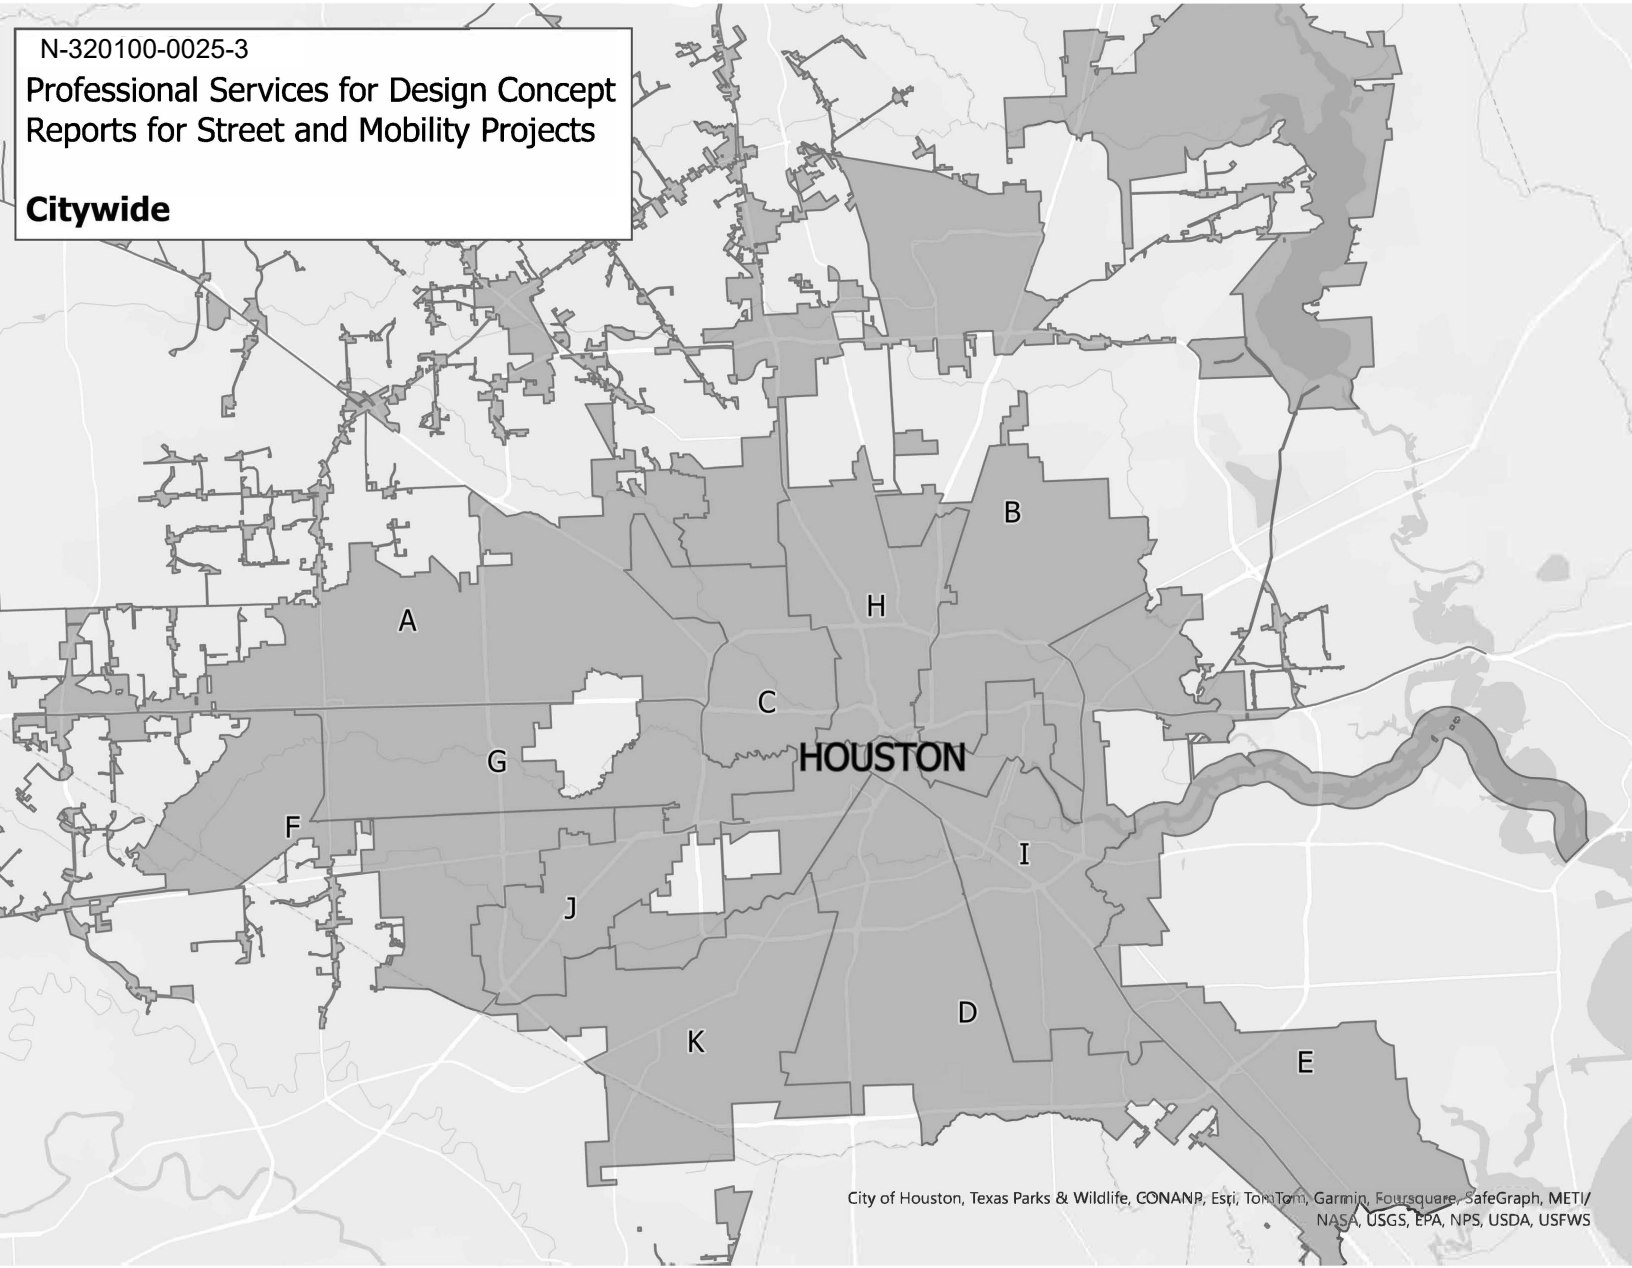 N-320100-0025-3
Professional Services for Design Concept
Reports for Street and Mobility Projects
Citywide
B
H
A
C
HOUSTON
G
F
I
J
D
K
E
City of Houston, Texas Parks & Wildlife, CONANP, Esri, TomTom, Garmin, Foursquare, SafeGraph, METI/
NASA, USGS, EPA, NPS, USDA, USFWS